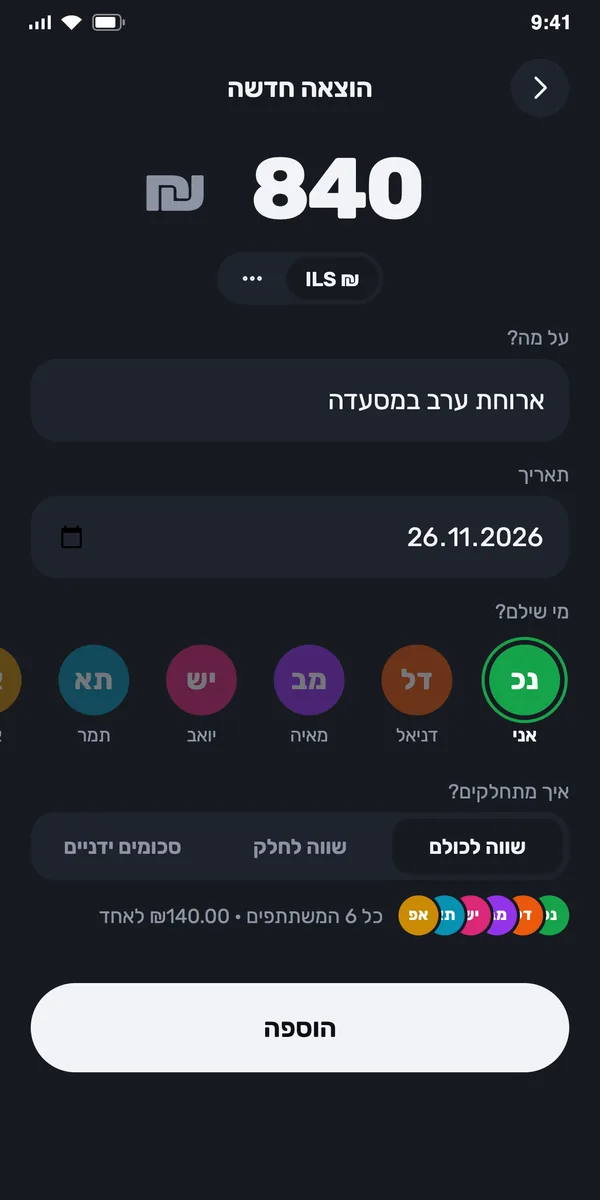 9:41
הוצאה חדשה
840 ₪
₪ ILS •••
על מה?
ארוחת ערב במסעדה
תאריך
26.11.2026
מי שילם?
נכ דל מב יש תא
אני דניאל מאיה יואב תמר
איך מתחלקים?
שווה לכולם שווה לחלק סכומים ידניים
אפ כל 6 המשתתפים • ₪140.00 לאחד
הוספה